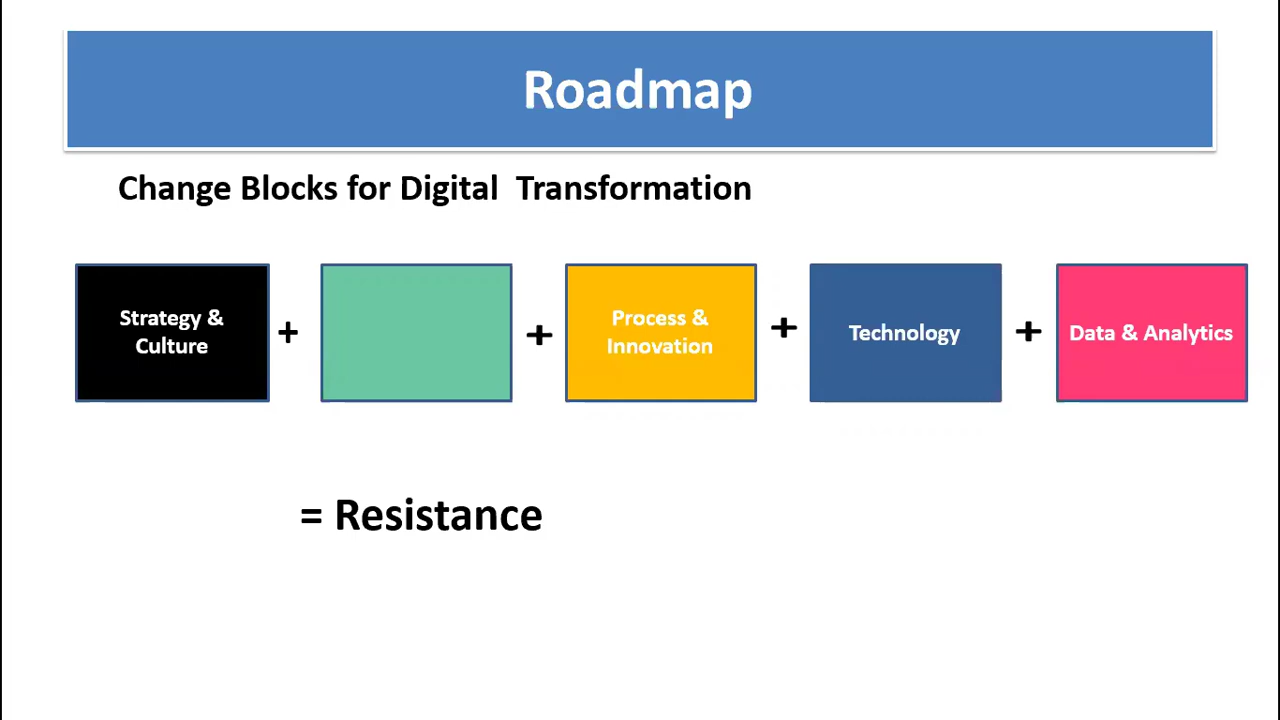 Roadmap
Change Blocks for Digital  Transformation
Strategy &
Culture
+
+
Process &
Innovation
+
Technology
+
Data & Analytics
= Resistance